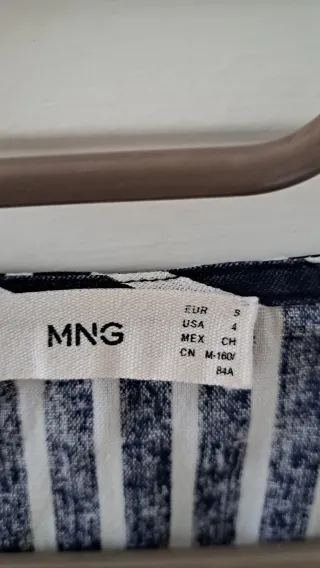 MNG
EUR S
USA 4
MEX CH
CN M-160/
84A